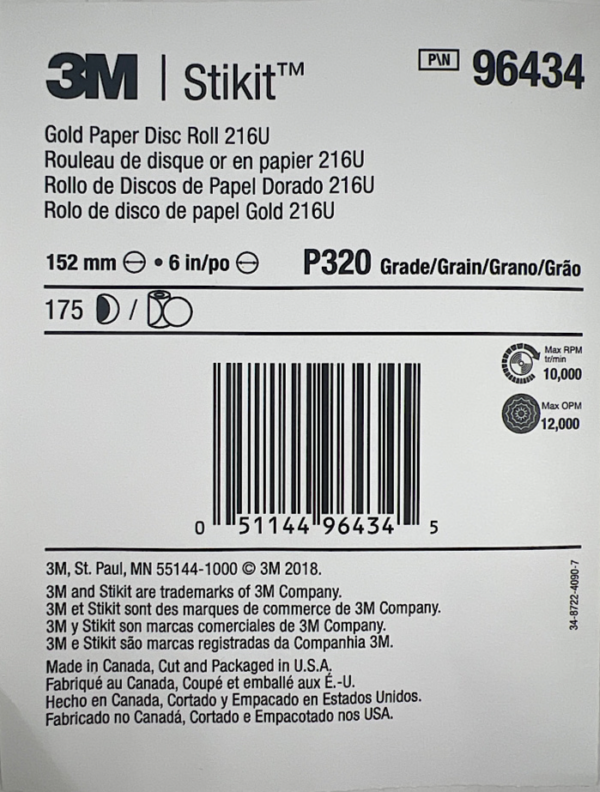 3M | Stikit™
P\N 96434
Gold Paper Disc Roll 216U
Rouleau de disque or en papier 216U
Rollo de Discos de Papel Dorado 216U
Rolo de disco de papel Gold 216U
152 mm • 6 in/po
P320 Grade/Grain/Grano/Grão
175 /
Max RPM
tr/min
10,000
Max OPM
12,000
0 51144 96434 5
3M, St. Paul, MN 55144-1000 © 3M 2018.
3M and Stikit are trademarks of 3M Company.
3M et Stikit sont des marques de commerce de 3M Company.
3M y Stikit son marcas comerciales de 3M Company.
3M e Stikit são marcas registradas da Companhia 3M.
Made in Canada, Cut and Packaged in U.S.A.
Fabriqué au Canada, Coupé et emballé aux É.-U.
Hecho en Canada, Cortado y Empacado en Estados Unidos.
Fabricado no Canadá, Cortado e Empacotado nos USA.
34-8722-4090-7